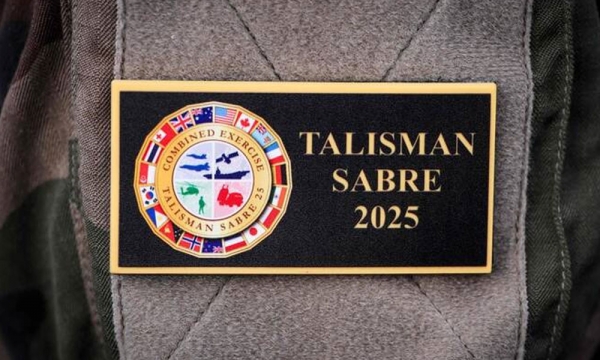 COMBINED EXERCISE
TALISMAN SABRE 25
TALISMAN
SABRE
2025